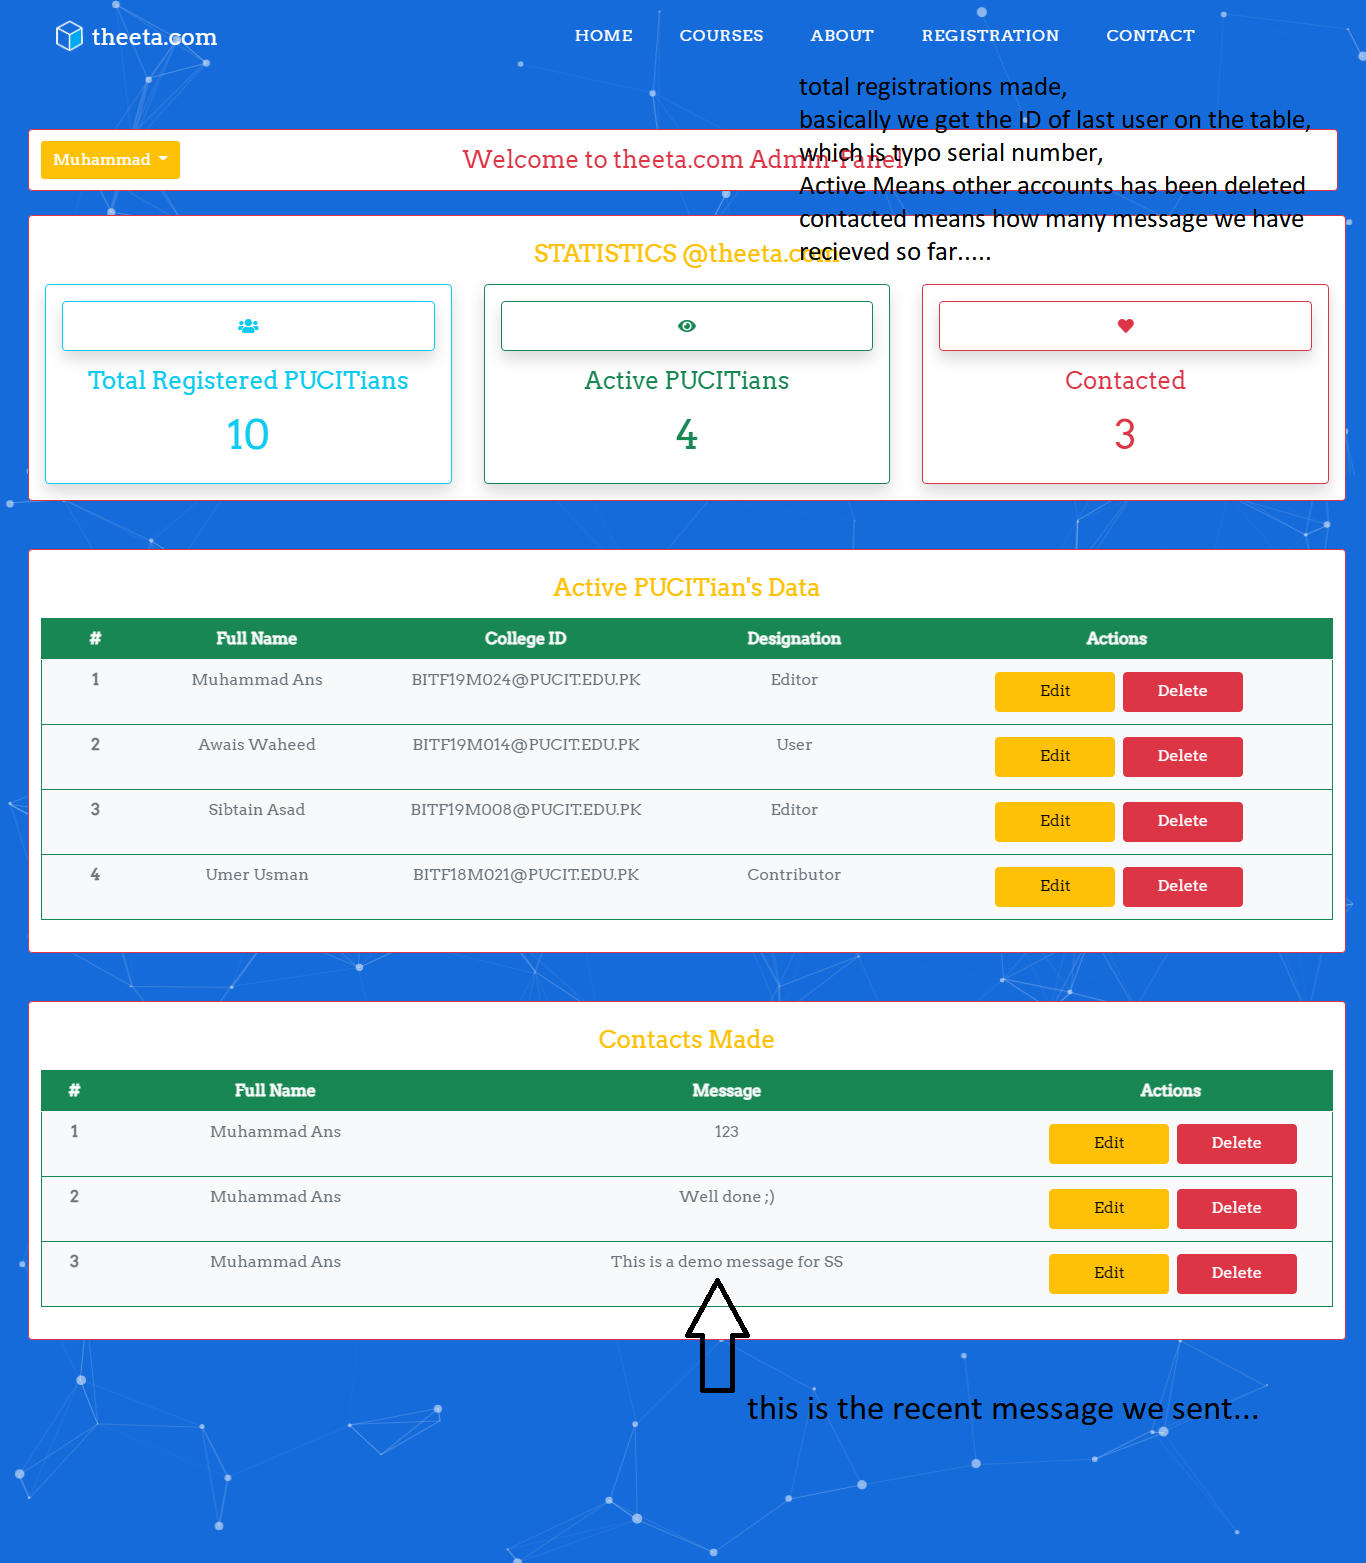 theeta.com
HOME COURSES ABOUT REGISTRATION CONTACT
total registrations made,
basically we get the ID of last user on the table,
which is typo serial number,
Active Means other accounts has been deleted
contacted means how many message we have
recieved so far.....
Muhammad
Welcome to theeta.com Admin-Panel
STATISTICS @theeta.com
Total Registered PUCITians
10
Active PUCITians
4
Contacted
3
Active PUCITian's Data
# Full Name College ID Designation Actions
1 Muhammad Ans BITF19M024@PUCIT.EDU.PK Editor Edit Delete
2 Awais Waheed BITF19M014@PUCIT.EDU.PK User Edit Delete
3 Sibtain Asad BITF19M008@PUCIT.EDU.PK Editor Edit Delete
4 Umer Usman BITF18M021@PUCIT.EDU.PK Contributor Edit Delete
Contacts Made
# Full Name Message Actions
1 Muhammad Ans 123 Edit Delete
2 Muhammad Ans Well done ;) Edit Delete
3 Muhammad Ans This is a demo message for SS Edit Delete
this is the recent message we sent...